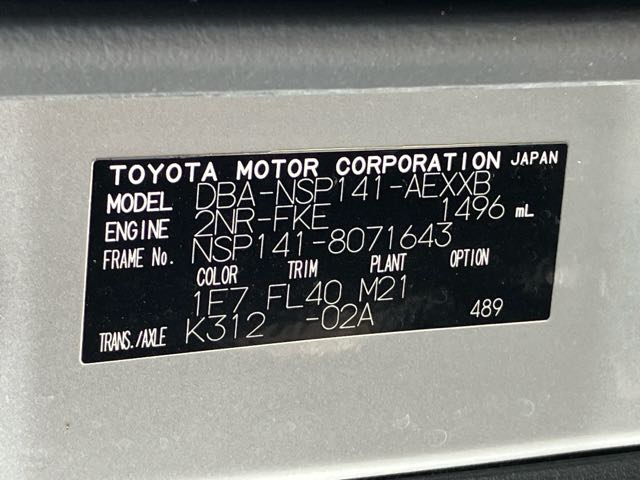 TOYOTA MOTOR CORPORATION JAPAN
MODEL DBA-NSP141-AEXXB
ENGINE 2NR-FKE 1496 mL
FRAME No. NSP141-8071643
COLOR TRIM PLANT OPTION
1E7 FL40 M21
TRANS./AXLE K312 -02A 489